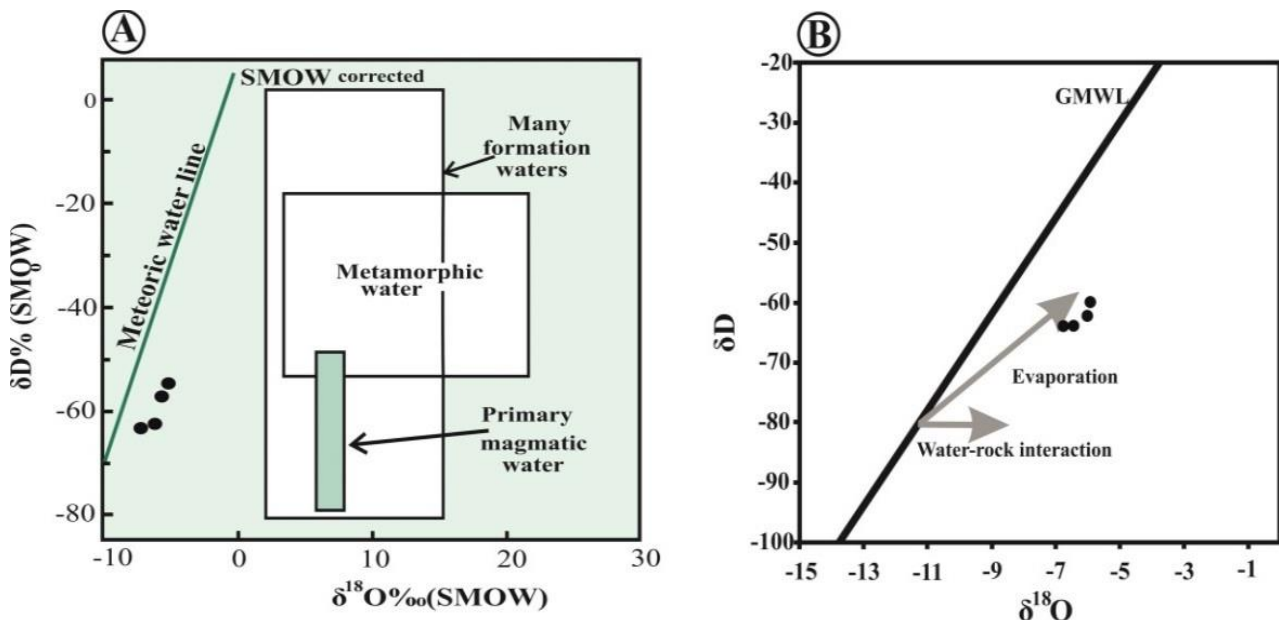 A
SMOW corrected
Many
formation
waters
Meteoric water line
Metamorphic
water
Primary
magmatic
water
δD% (SMOW)
0
-20
-40
-60
-80
-10
0
10
20
30
δ18O‰(SMOW)
B
GMWL
Evaporation
Water-rock interaction
δD
-20
-30
-40
-50
-60
-70
-80
-90
-100
-15
-13
-11
-9
-7
-5
-3
-1
δ18O